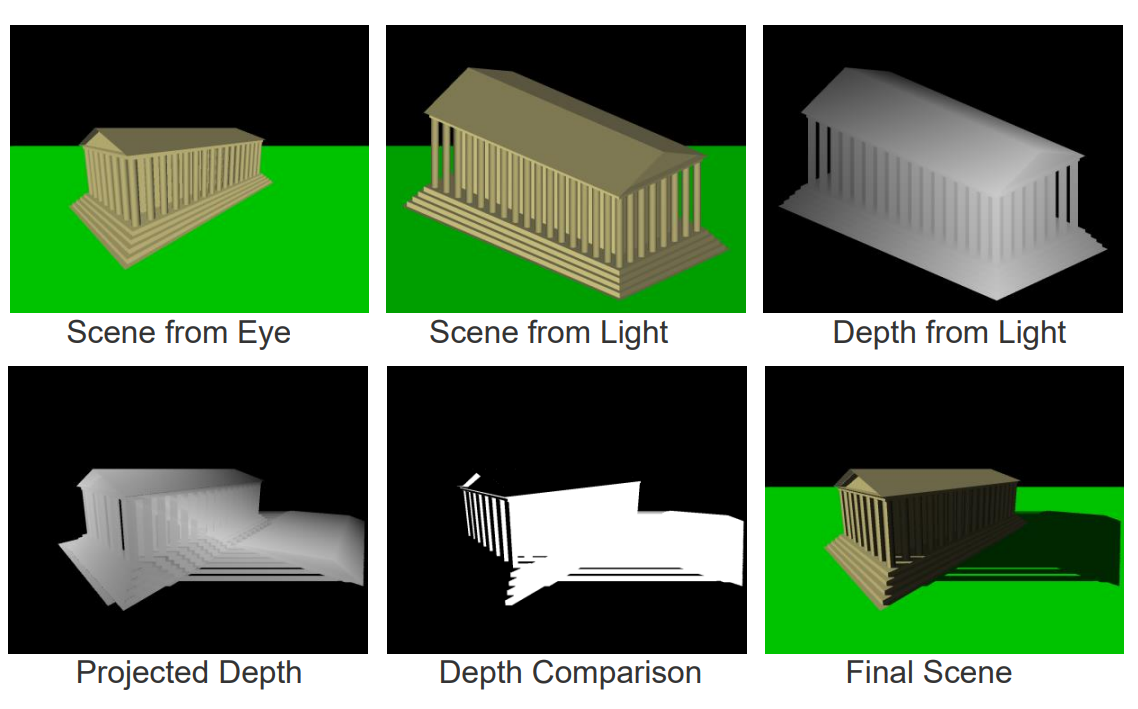 Scene from Eye
Scene from Light
Depth from Light
Projected Depth
Depth Comparison
Final Scene